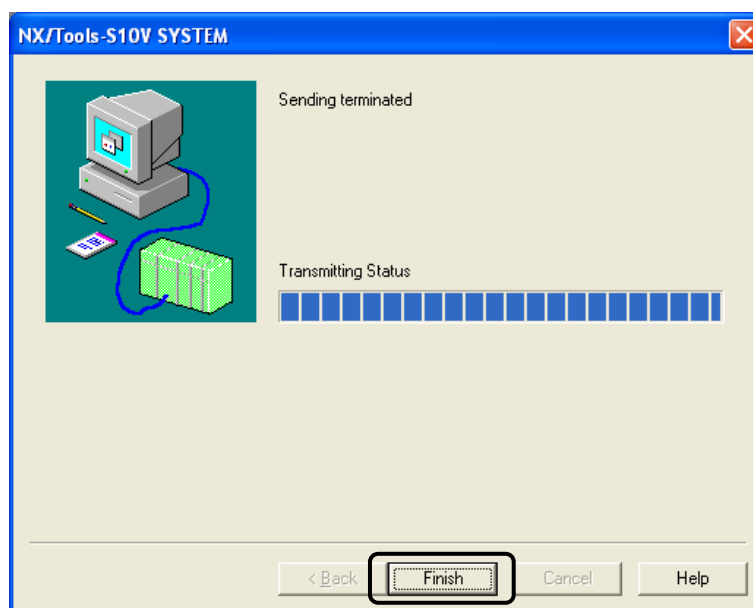 NX/Tools-S10V SYSTEM
Sending terminated
Transmitting Status
< Back Finish Cancel Help